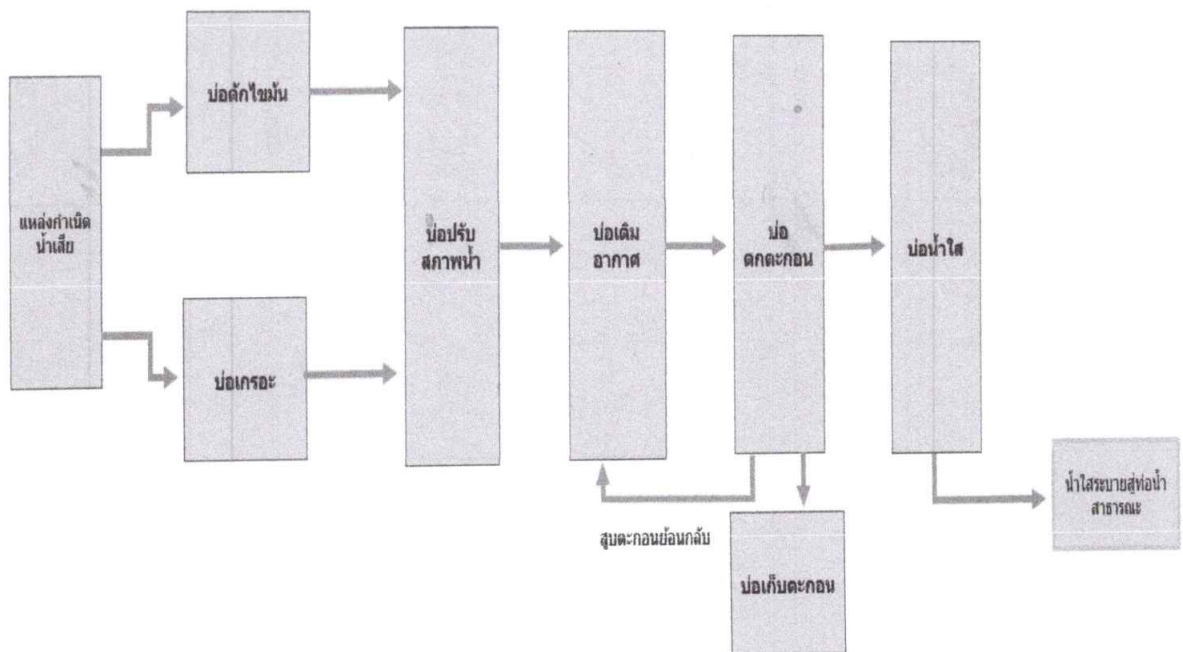 บ่อดักไขมัน
แหล่งกำเนิด
น้ำเสีย
บ่อเกรอะ
บ่อปรับ
สภาพน้ำ
บ่อเติม
อากาศ
บ่อ
ตกตะกอน
บ่อน้ำใส
สูบตะกอนย้อนกลับ
บ่อเก็บตะกอน
น้ำใสระบายสู่ท่อน้ำ
สาธารณะ